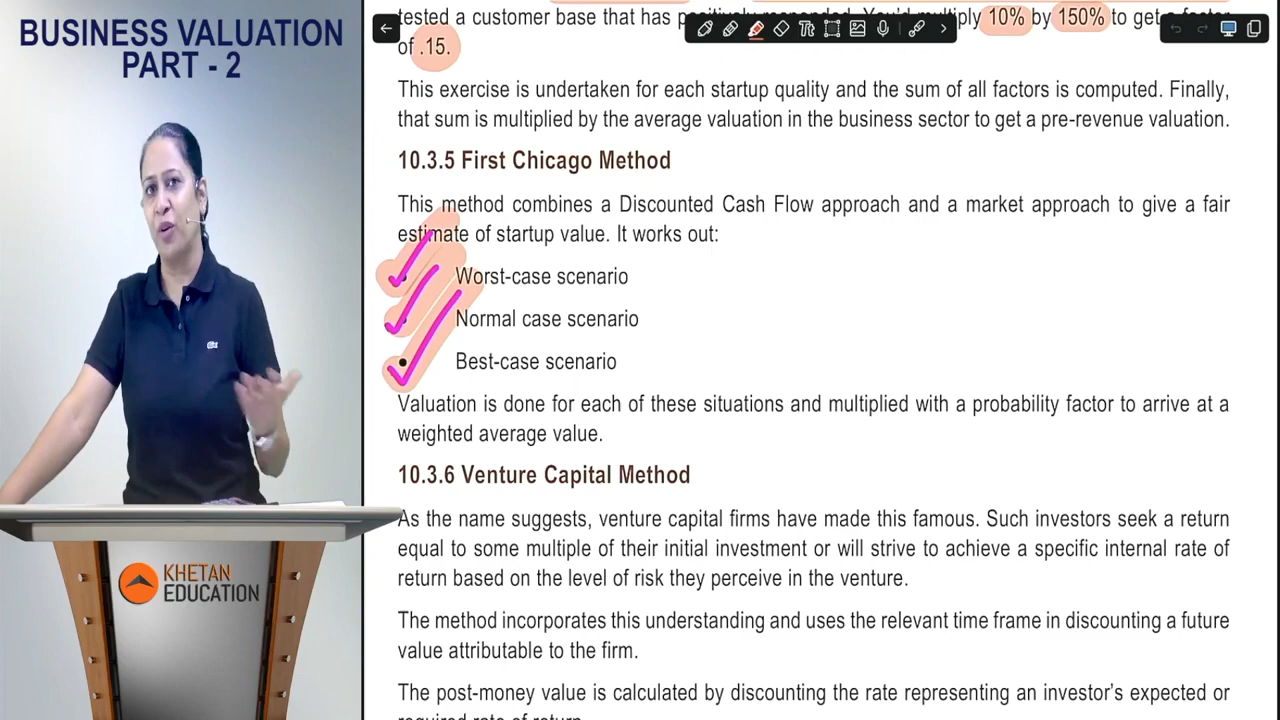 BUSINESS VALUATION
PART - 2
tested a customer base that has positively responded. You'd multiply 10% by 150% to get a factor
of .15.
This exercise is undertaken for each startup quality and the sum of all factors is computed. Finally,
that sum is multiplied by the average valuation in the business sector to get a pre-revenue valuation.
10.3.5 First Chicago Method
This method combines a Discounted Cash Flow approach and a market approach to give a fair
estimate of startup value. It works out:
Worst-case scenario
Normal case scenario
Best-case scenario
Valuation is done for each of these situations and multiplied with a probability factor to arrive at a
weighted average value.
10.3.6 Venture Capital Method
As the name suggests, venture capital firms have made this famous. Such investors seek a return
equal to some multiple of their initial investment or will strive to achieve a specific internal rate of
return based on the level of risk they perceive in the venture.
The method incorporates this understanding and uses the relevant time frame in discounting a future
value attributable to the firm.
The post-money value is calculated by discounting the rate representing an investor's expected or
required rate of return.
KHETAN
EDUCATION